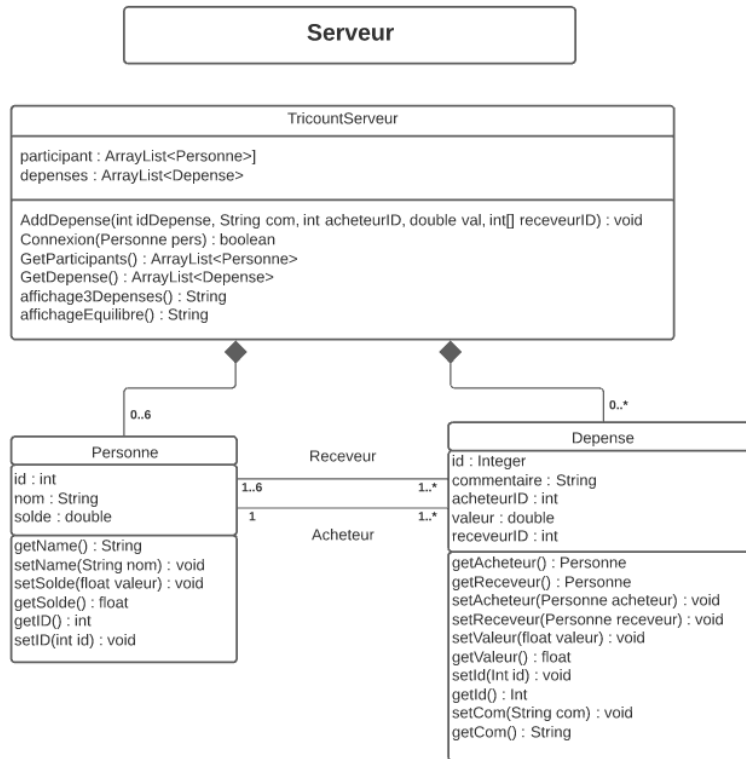 Serveur
TricountServeur
participant : ArrayList<Personne>]
depenses : ArrayList<Depense>
AddDepense(int idDepense, String com, int acheteurID, double val, int[] receveurID) : void
Connexion(Personne pers) : boolean
GetParticipants() : ArrayList<Personne>
GetDepense() : ArrayList<Depense>
affichage3Depenses() : String
affichageEquilibre() : String
0..6
0..*
Personne
id : int
nom : String
solde : double
getName() : String
setName(String nom) : void
setSolde(float valeur) : void
getSolde() : float
getID() : int
setID(int id) : void
Receveur
1..6
1..*
1
1..*
Acheteur
Depense
id : Integer
commentaire : String
acheteurID : int
valeur : double
receveurID : int
getAcheteur() : Personne
getReceveur() : Personne
setAcheteur(Personne acheteur) : void
setReceveur(Personne receveur) : void
setValeur(float valeur) : void
getValeur() : float
setId(Int id) : void
getId() : Int
setCom(String com) : void
getCom() : String